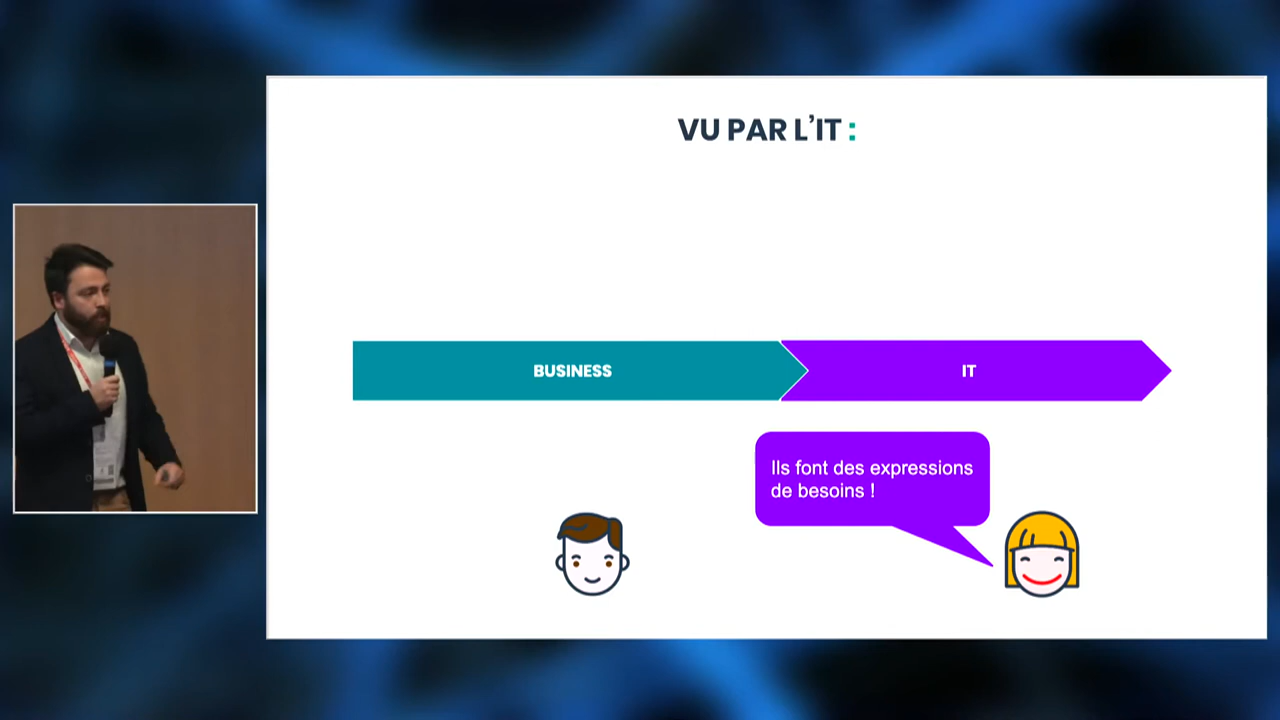 VU PAR L’IT :
BUSINESS
IT
Ils font des expressions
de besoins !